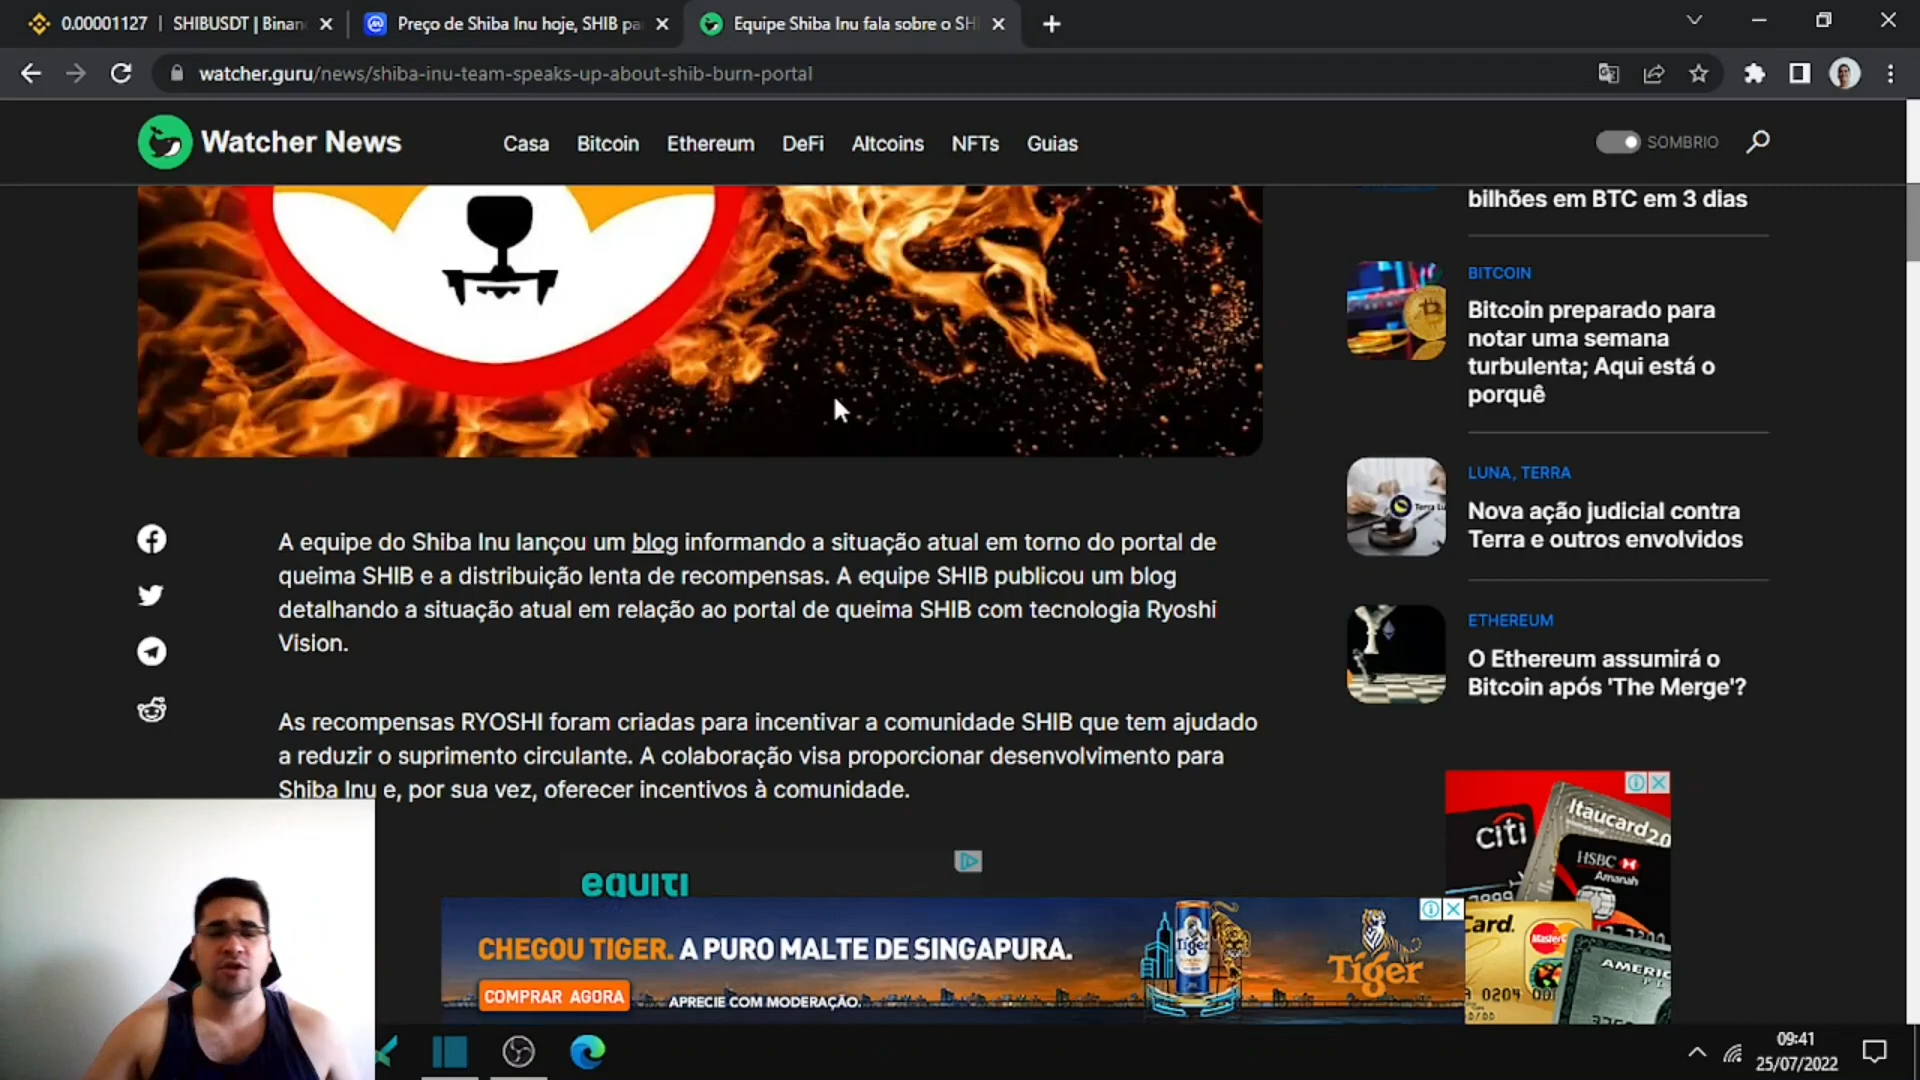 0.00001127 | SHIBUSDT | Binan
Preço de Shiba Inu hoje, SHIB pa
Equipe Shiba Inu fala sobre o SH
watcher.guru/news/shiba-inu-team-speaks-up-about-shib-burn-portal
Watcher News
Casa Bitcoin Ethereum DeFi Altcoins NFTs Guias
SOMBRIO
bilhões em BTC em 3 dias
BITCOIN
Bitcoin preparado para
notar uma semana
turbulenta; Aqui está o
porquê
LUNA, TERRA
Nova ação judicial contra
Terra e outros envolvidos
ETHEREUM
O Ethereum assumirá o
Bitcoin após 'The Merge'?
A equipe do Shiba Inu lançou um blog informando a situação atual em torno do portal de
queima SHIB e a distribuição lenta de recompensas. A equipe SHIB publicou um blog
detalhando a situação atual em relação ao portal de queima SHIB com tecnologia Ryoshi
Vision.
As recompensas RYOSHI foram criadas para incentivar a comunidade SHIB que tem ajudado
a reduzir o suprimento circulante. A colaboração visa proporcionar desenvolvimento para
Shiba Inu e, por sua vez, oferecer incentivos à comunidade.
equiti
CHEGOU TIGER. A PURO MALTE DE SINGAPURA.
COMPRAR AGORA
APRECIE COM MODERAÇÃO.
Tiger
Tiger
citi
Itaucard 2.0
HSBC
Amanah
Card.
Master
AMERIC
0204
09:41
25/07/2022